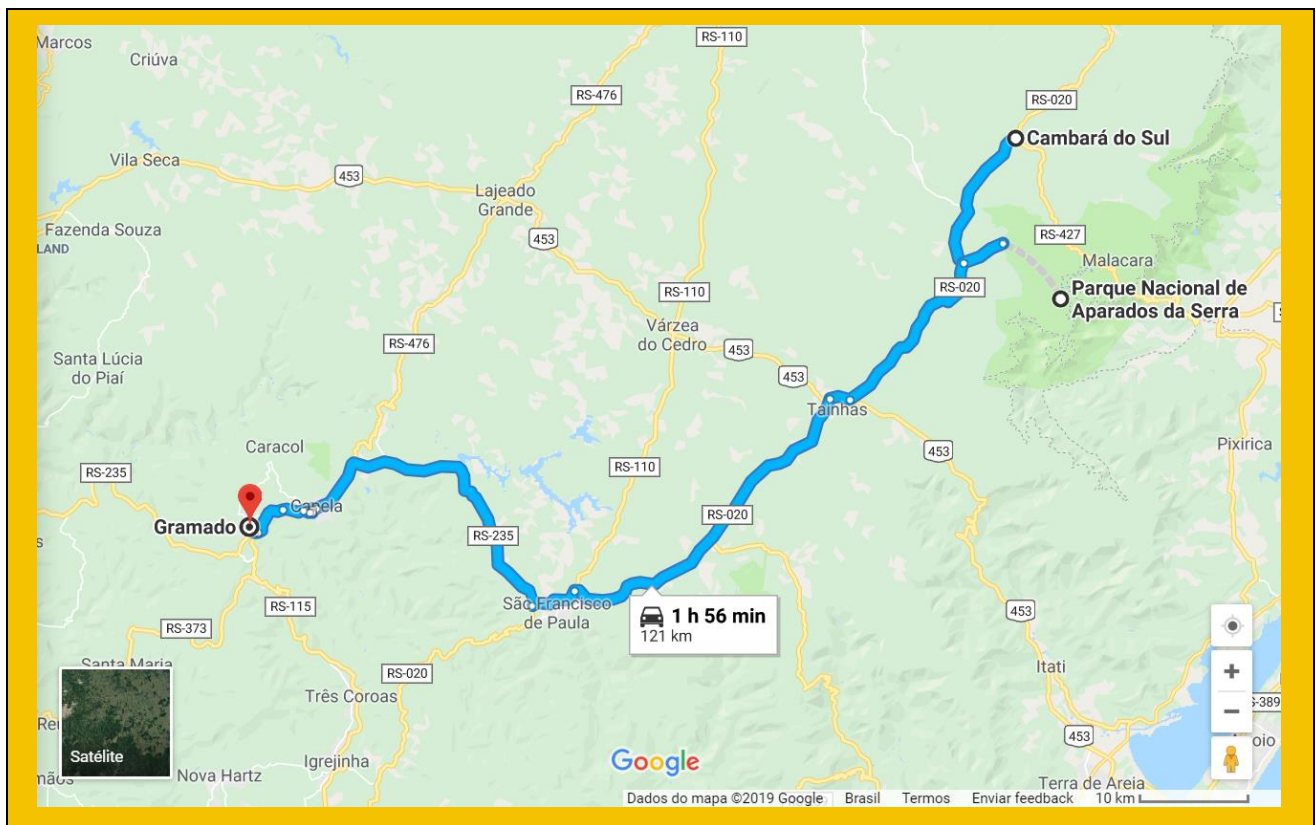 Marcos
Criúva
RS-110
RS-476
RS-020
Cambará do Sul
Vila Seca
453
Lajeado
Grande
Fazenda Souza
LAND
453
RS-427
Malacara
RS-110
RS-020
Parque Nacional de
Aparados da Serra
Várzea
do Cedro
RS-476
453
Santa Lúcia
do Piaí
453
Tainhas
Caracol
453
Pixirica
RS-235
RS-110
Canela
Gramado
RS-020
RS-235
São Francisco
de Paula
1 h 56 min
121 km
RS-115
453
RS-373
Santa Maria
RS-020
Itati
Três Coroas
Satélite
453
Igrejinha
Google
Nova Hartz
Terra de Areia
Dados do mapa ©2019 Google Brasil Termos Enviar feedback 10 km